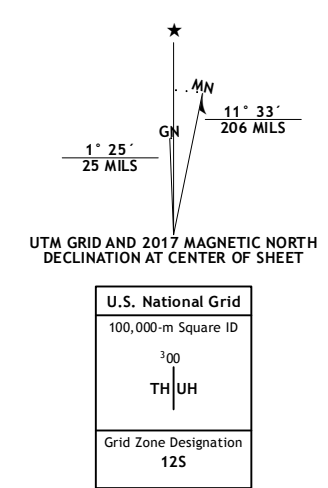 ★
MN
11° 33´
206 MILS
GN
1° 25´
25 MILS
UTM GRID AND 2017 MAGNETIC NORTH
DECLINATION AT CENTER OF SHEET
U.S. National Grid
100,000-m Square ID
³00
TH UH
Grid Zone Designation
12S